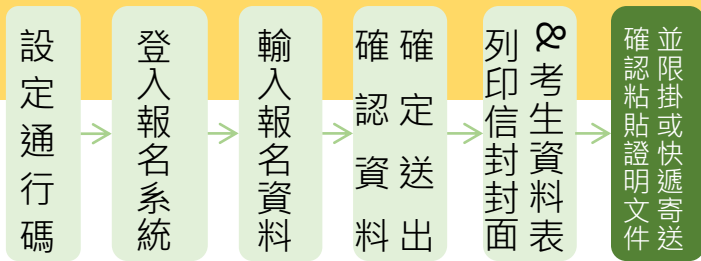 設定通行碼
登入報名系統
輸入報名資料
確認資料
確定送出
列印信封封面
&考生資料表
確認粘貼證明文件
並限掛或快遞寄送